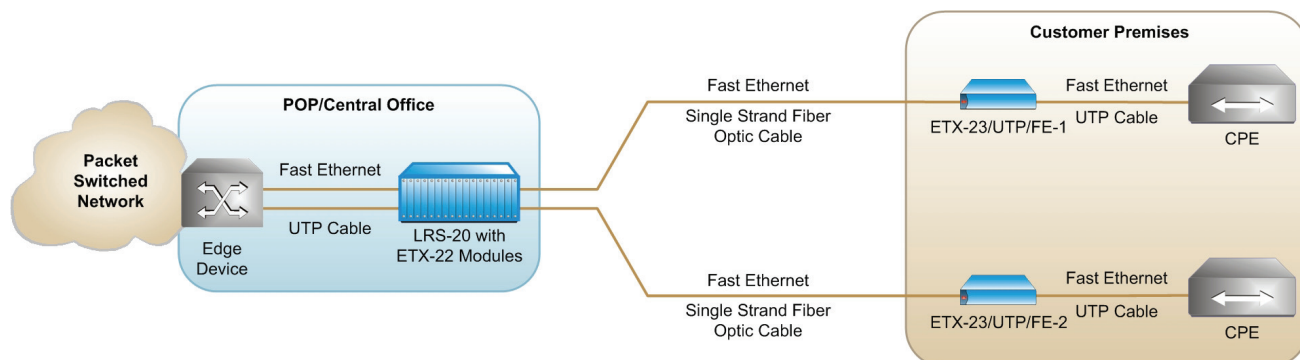 Customer Premises
POP/Central Office
Packet
Switched
Network
Fast Ethernet
UTP Cable
Edge
Device
LRS-20 with
ETX-22 Modules
Fast Ethernet
Single Strand Fiber
Optic Cable
ETX-23/UTP/FE-1
Fast Ethernet
UTP Cable
CPE
Fast Ethernet
Single Strand Fiber
Optic Cable
ETX-23/UTP/FE-2
Fast Ethernet
UTP Cable
CPE